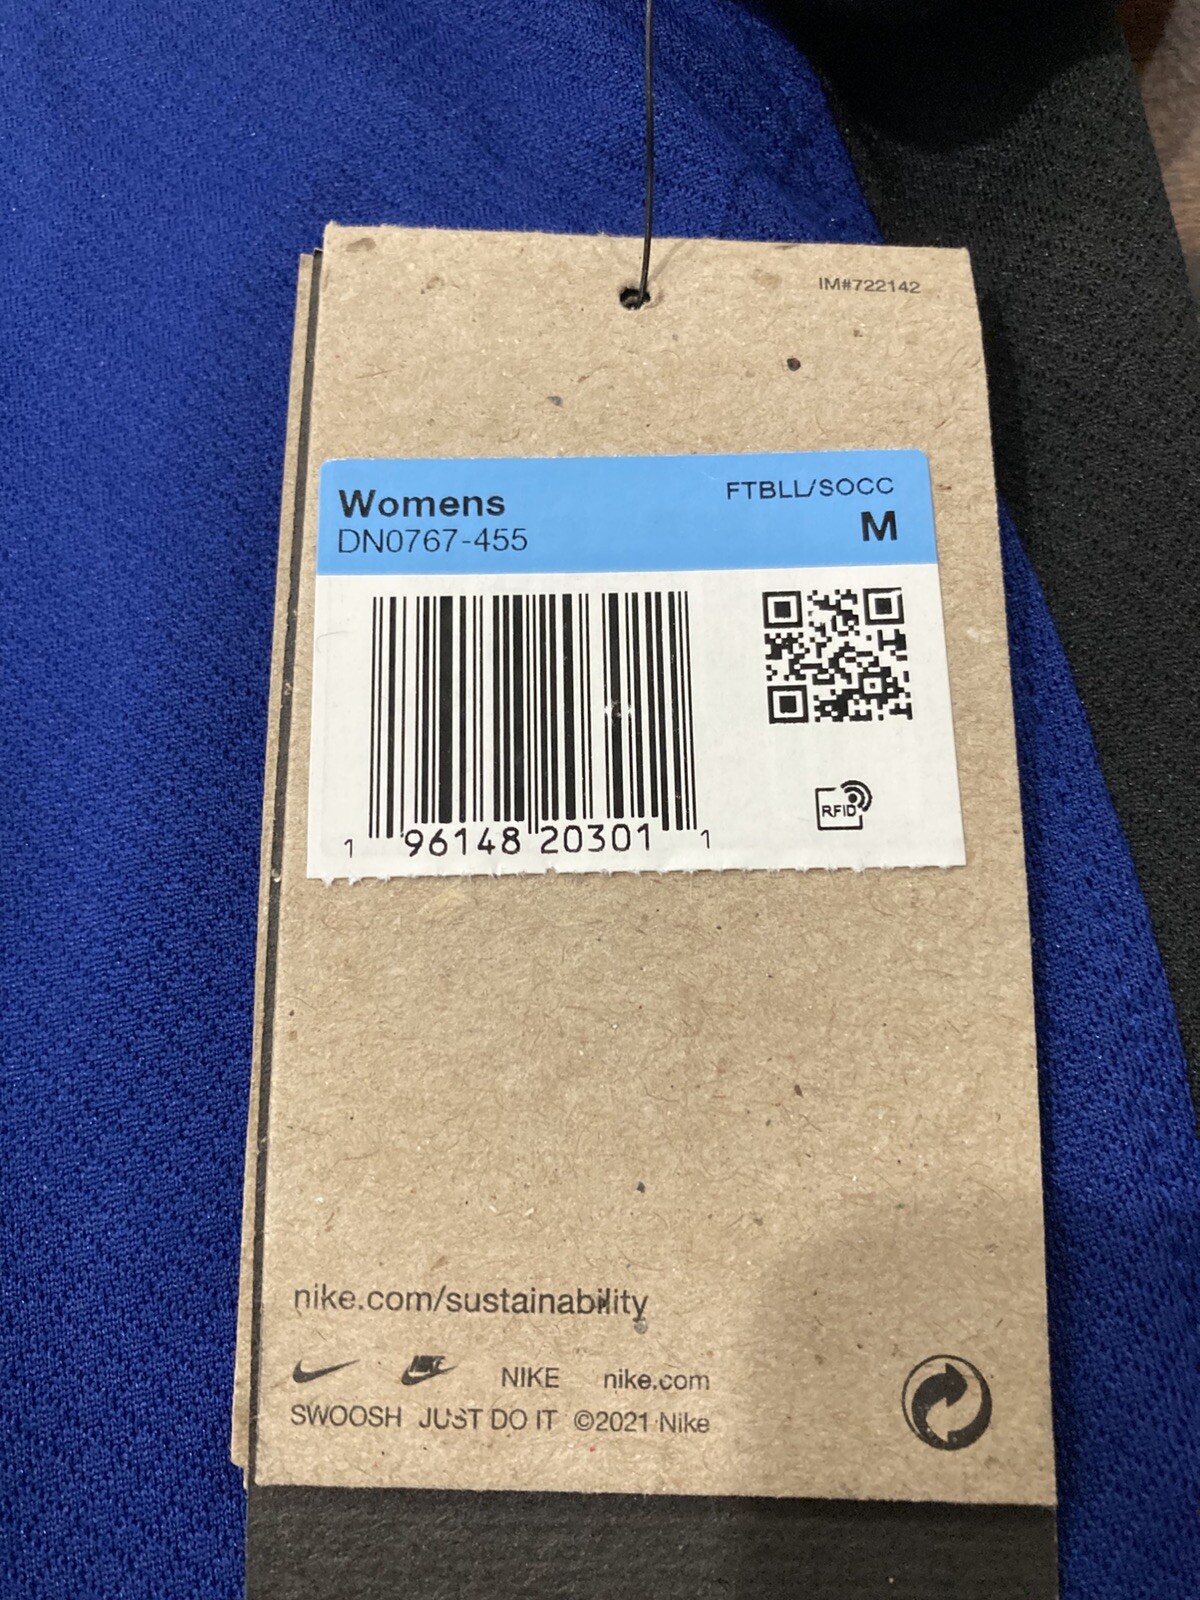 IM#722142
Womens
FTBLL/SOCC
DN0767-455
M
1 96148 20301 1
RFID
nike.com/sustainability
NIKE nike.com
SWOOSH JUST DO IT ©2021 Nike